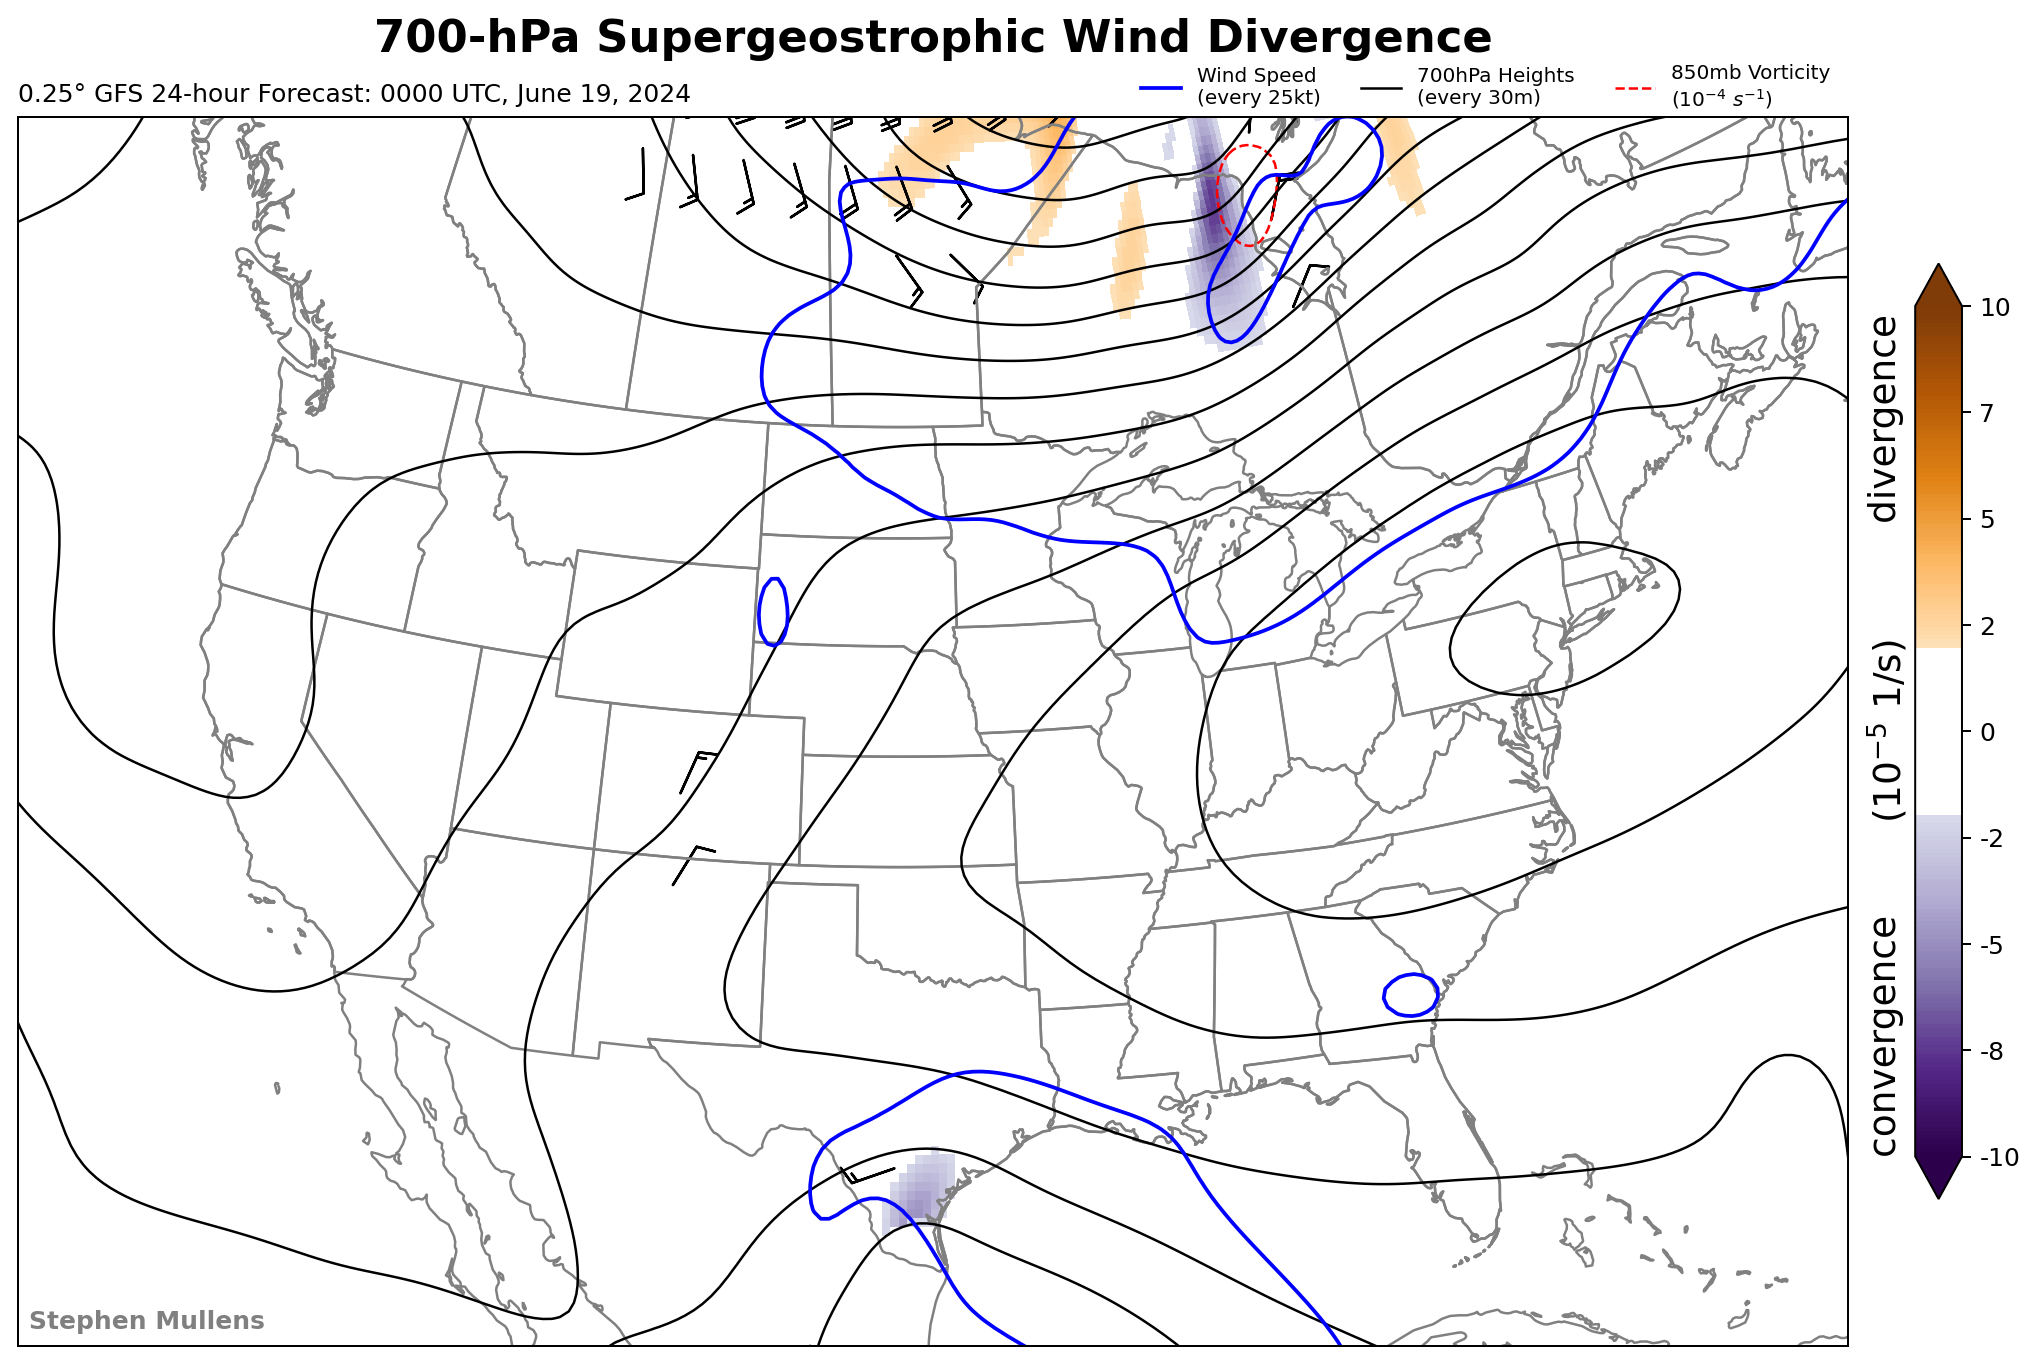 700-hPa Supergeostrophic Wind Divergence
0.25° GFS 24-hour Forecast: 0000 UTC, June 19, 2024
Wind Speed
(every 25kt)
700hPa Heights
(every 30m)
850mb Vorticity
(10⁻⁴ s⁻¹)
10
7
5
2
0
-2
-5
-8
-10
convergence (10⁻⁵ 1/s) divergence
Stephen Mullens